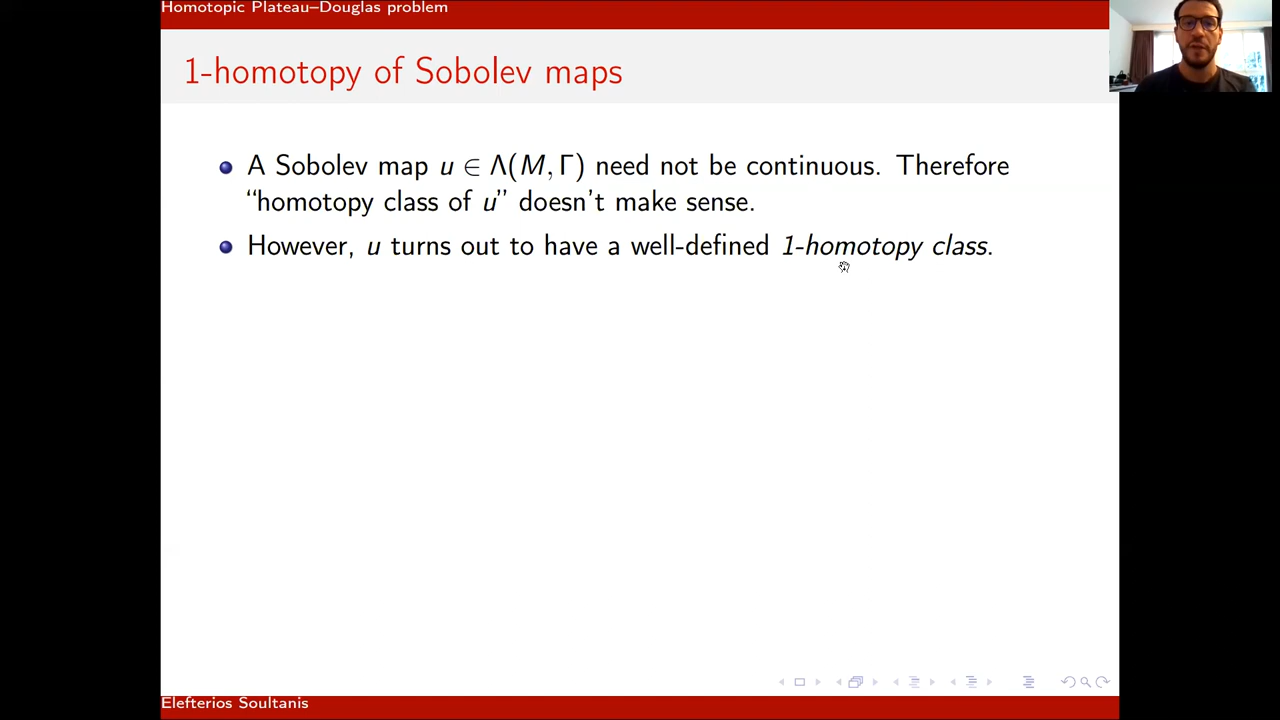 Homotopic Plateau–Douglas problem
1-homotopy of Sobolev maps
A Sobolev map u ∈ Λ(M, Γ) need not be continuous. Therefore
“homotopy class of u” doesn't make sense.
However, u turns out to have a well-defined 1-homotopy class.
Elefterios Soultanis